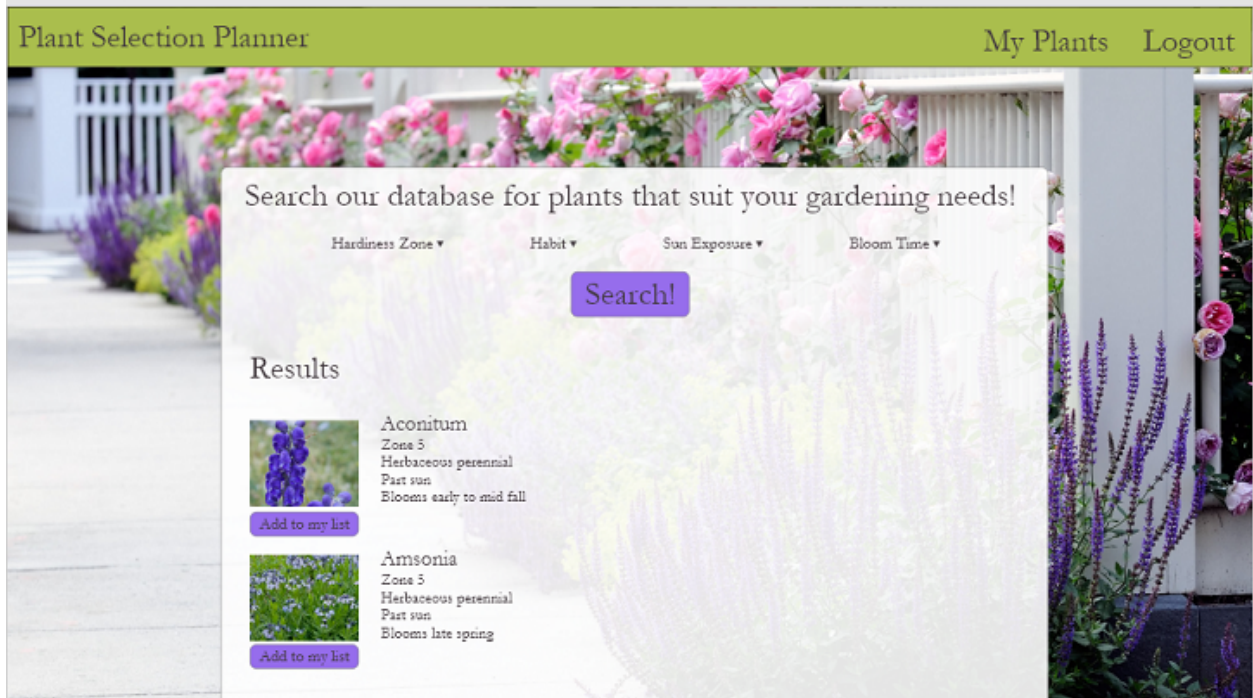 Plant Selection Planner
My Plants Logout
Search our database for plants that suit your gardening needs!
Hardiness Zone ▾ Habit ▾ Sun Exposure ▾ Bloom Time ▾
Search!
Results
Aconitum
Zone 5
Herbaceous perennial
Part sun
Blooms early to mid fall
Add to my list
Amsonia
Zone 5
Herbaceous perennial
Part sun
Blooms late spring
Add to my list